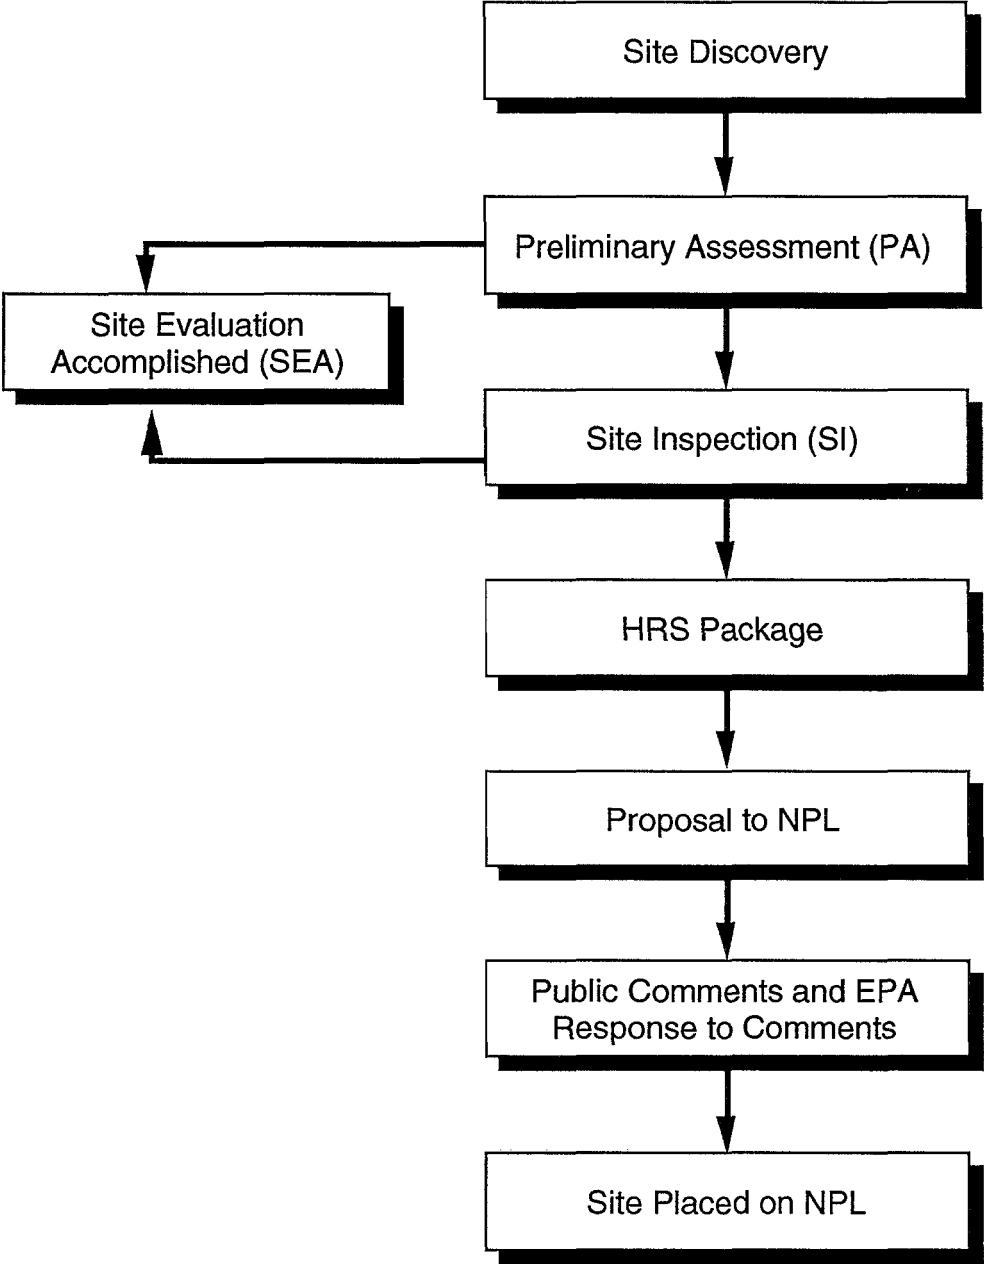 Site Discovery
Preliminary Assessment (PA)
Site Evaluation
Accomplished (SEA)
Site Inspection (SI)
HRS Package
Proposal to NPL
Public Comments and EPA
Response to Comments
Site Placed on NPL